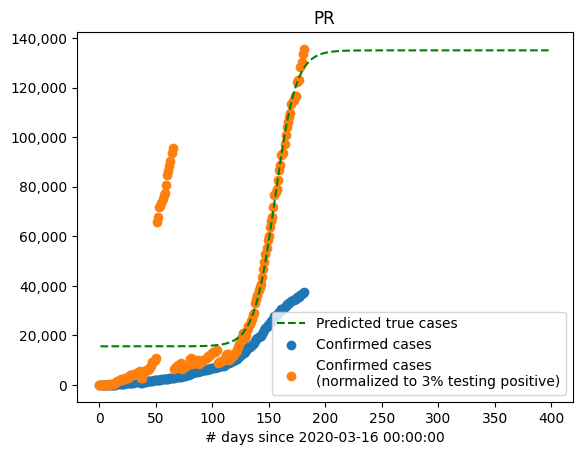 PR
140,000
120,000
100,000
80,000
60,000
40,000
20,000
0
Predicted true cases
Confirmed cases
Confirmed cases
(normalized to 3% testing positive)
0 50 100 150 200 250 300 350 400
# days since 2020-03-16 00:00:00